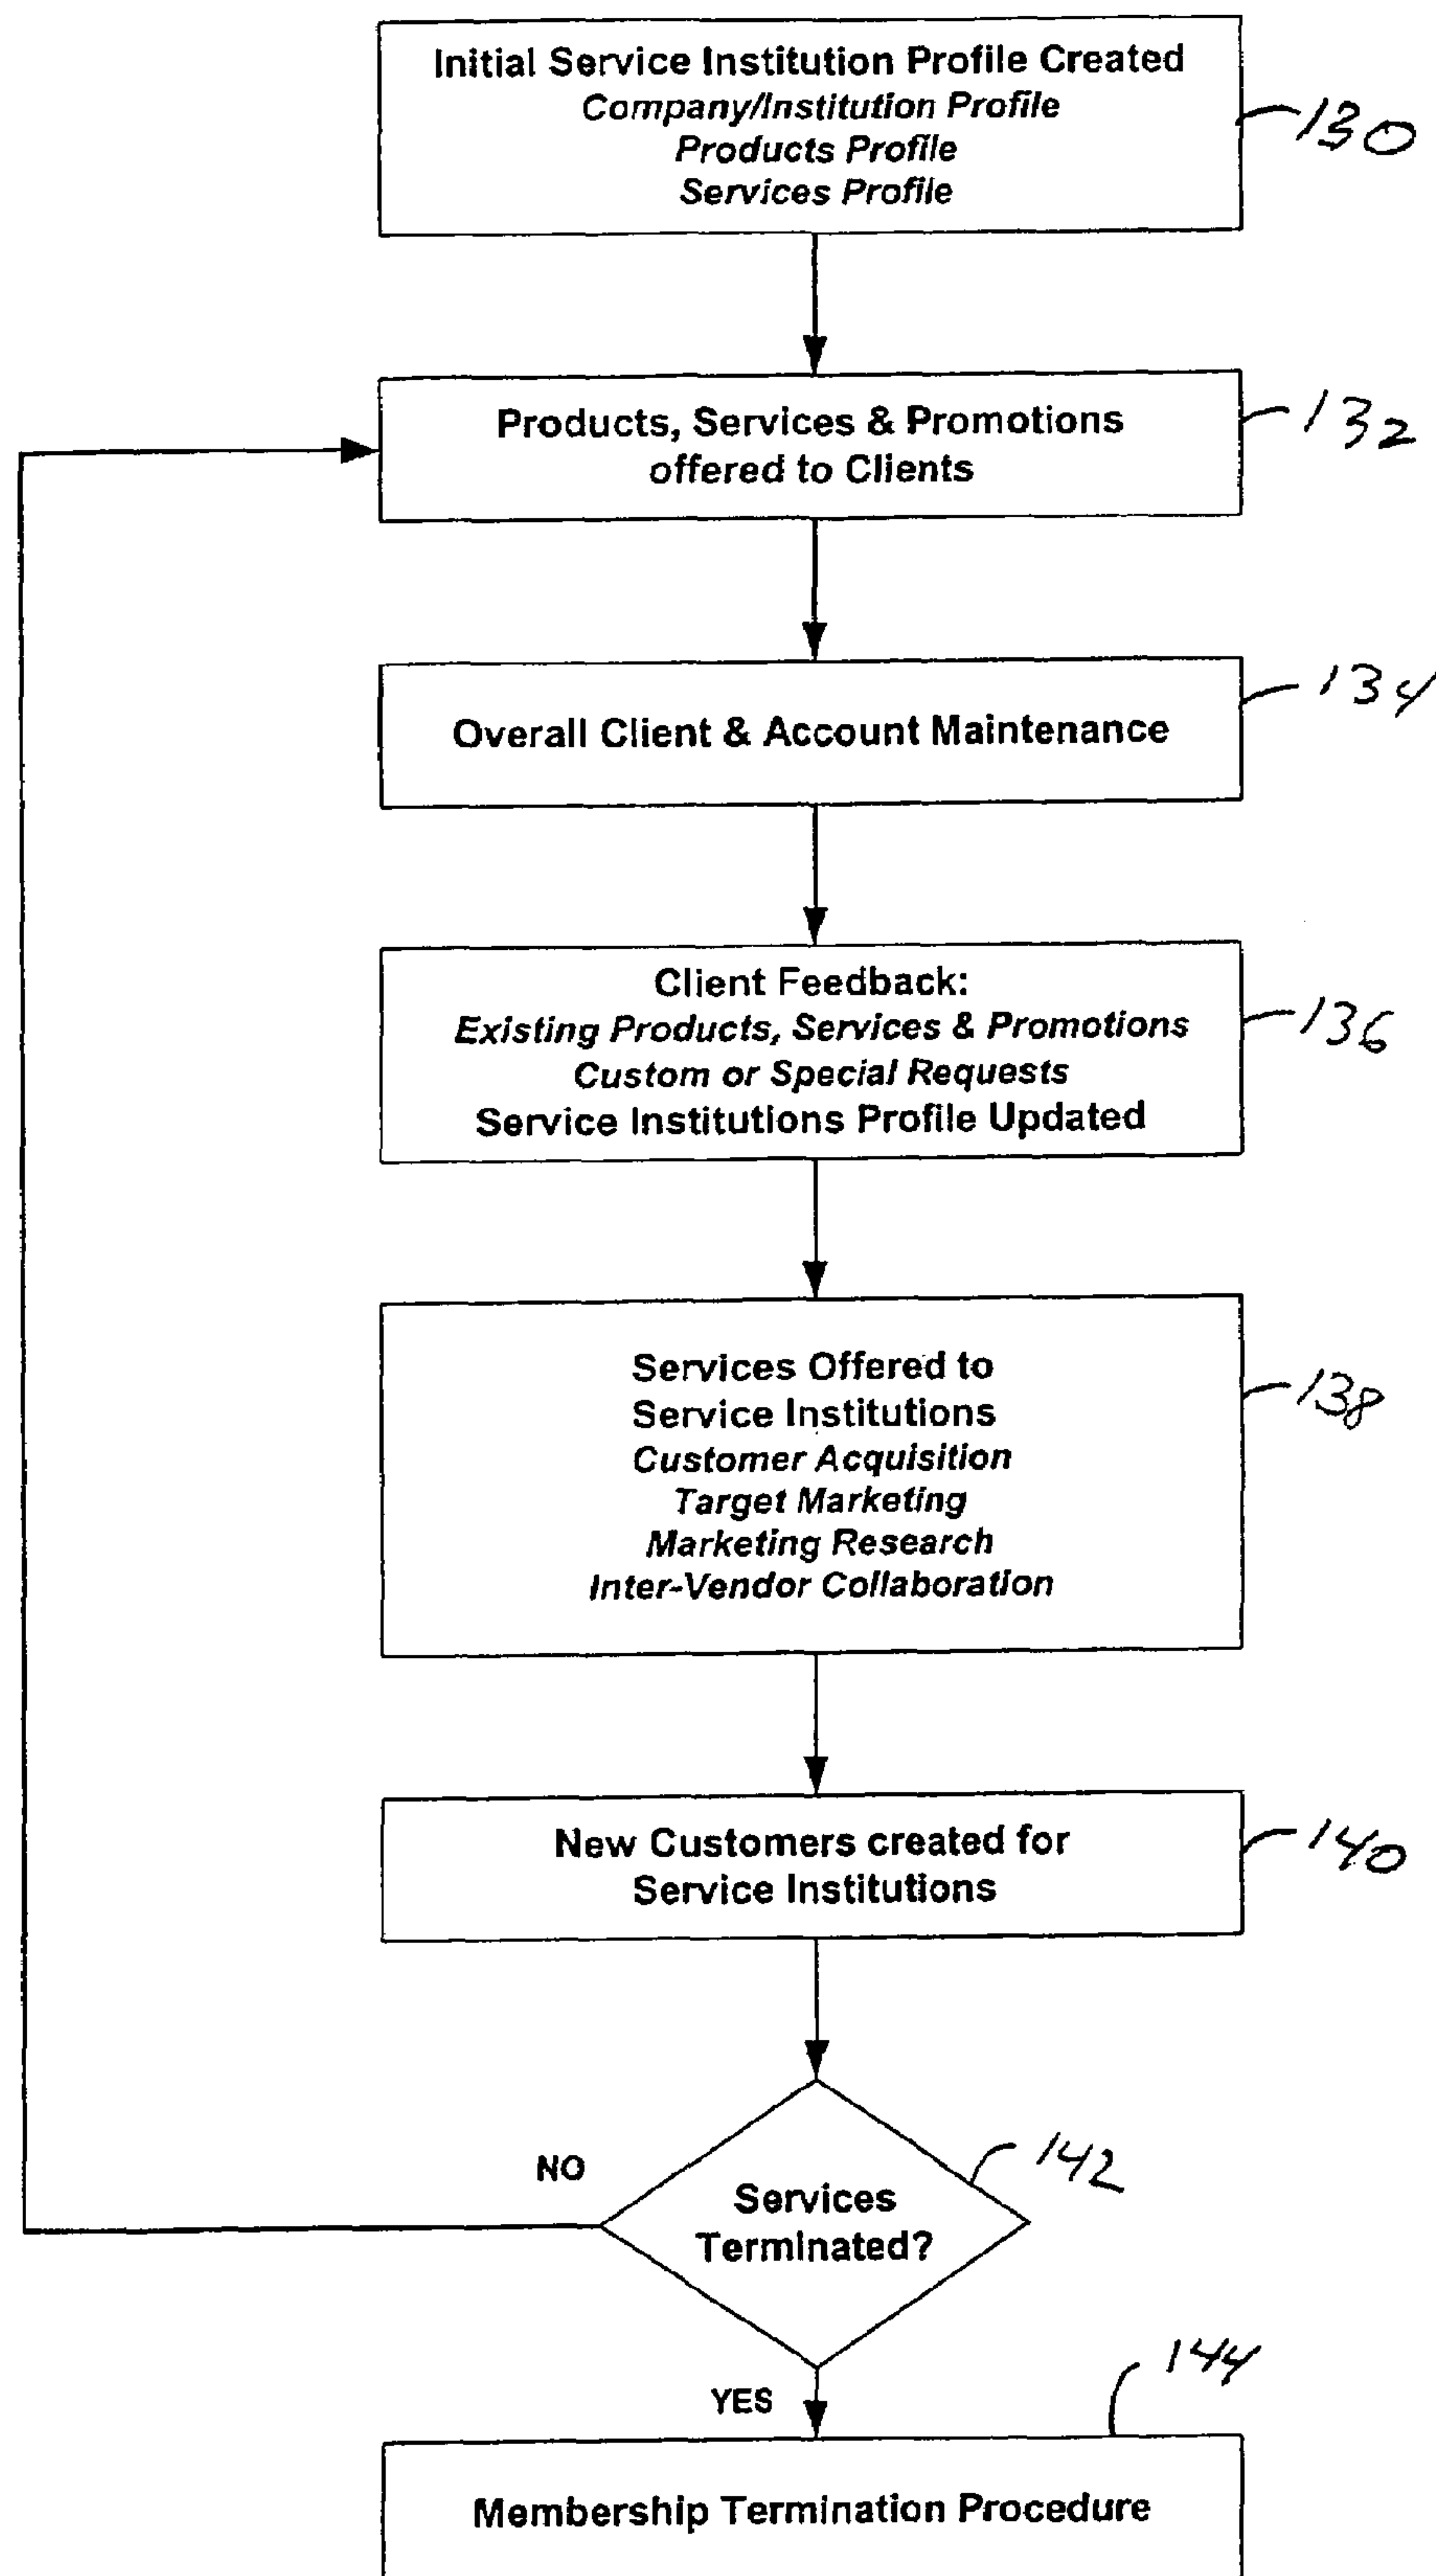 Initial Service Institution Profile Created
Company/Institution Profile
Products Profile
Services Profile
130
Products, Services & Promotions
offered to Clients
132
Overall Client & Account Maintenance
134
Client Feedback:
Existing Products, Services & Promotions
Custom or Special Requests
Service Institutions Profile Updated
136
Services Offered to
Service Institutions
Customer Acquisition
Target Marketing
Marketing Research
Inter-Vendor Collaboration
138
New Customers created for
Service Institutions
140
NO
Services
Terminated?
142
YES
144
Membership Termination Procedure